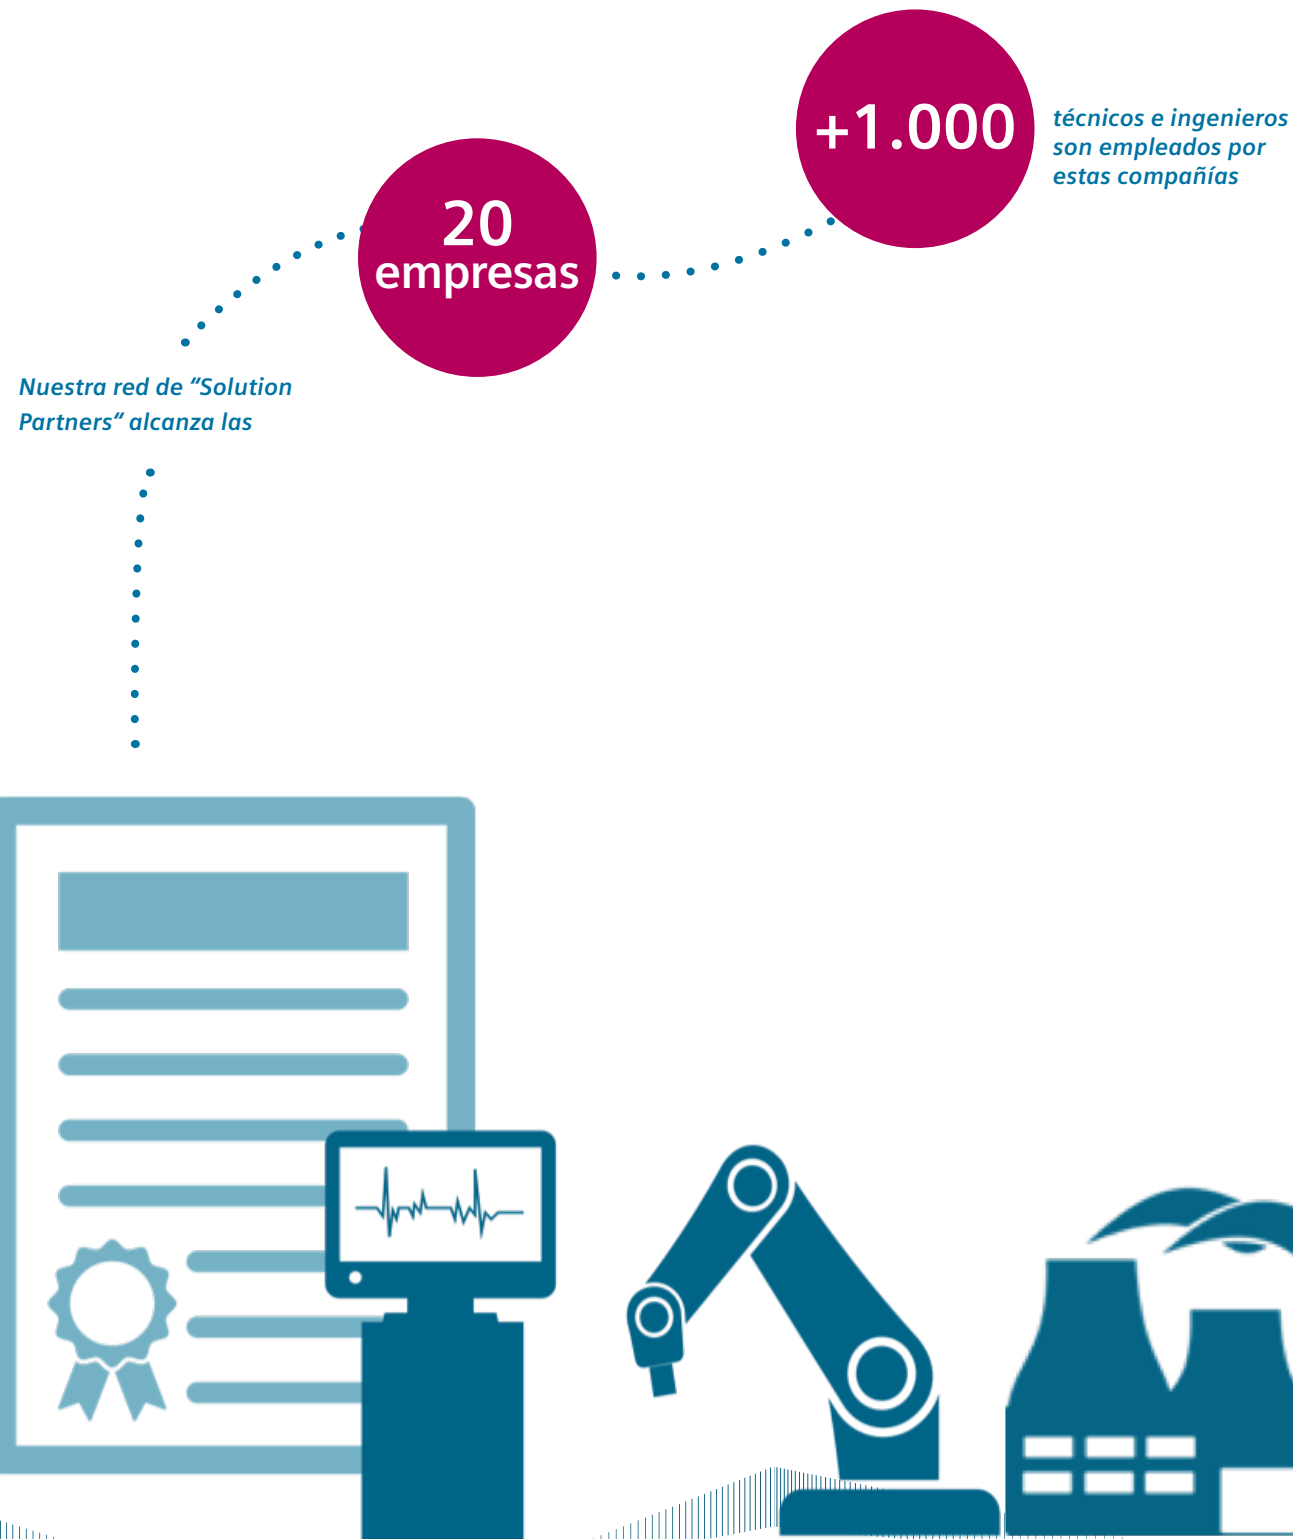 Nuestra red de “Solution
Partners” alcanza las
20
empresas
+1.000
técnicos e ingenieros
son empleados por
estas compañías